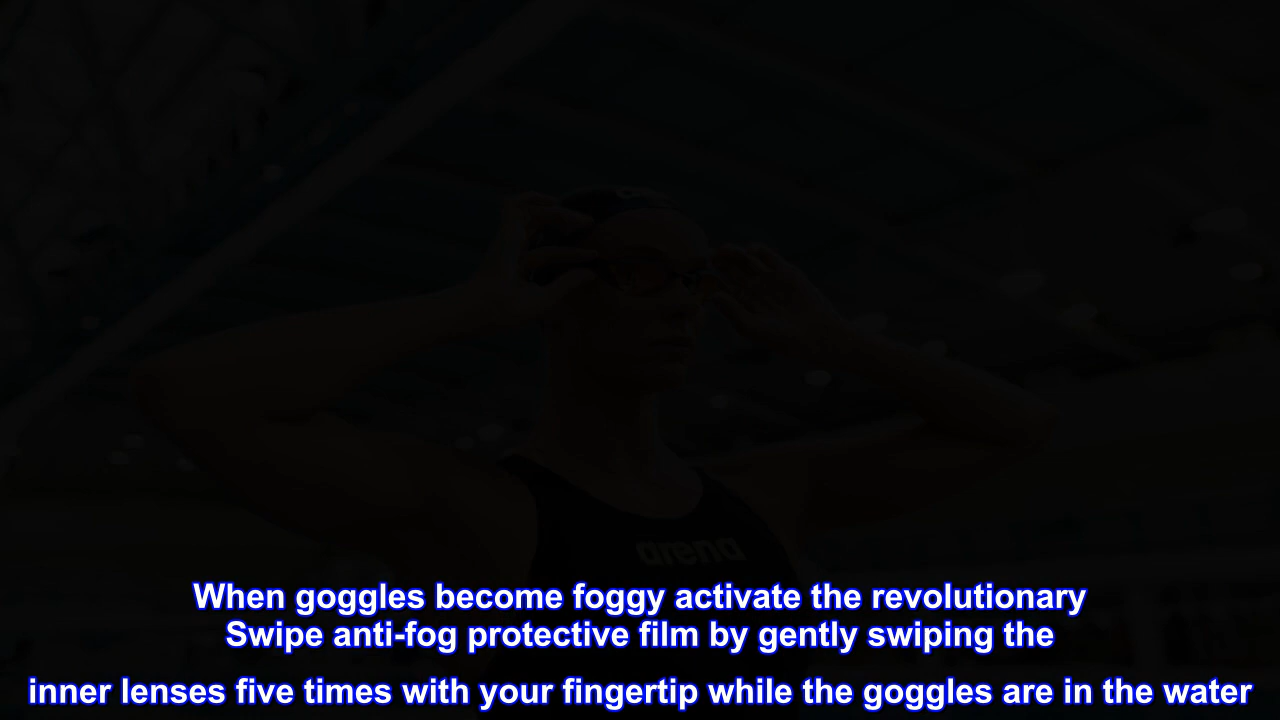 arena
When goggles become foggy activate the revolutionary
Swipe anti-fog protective film by gently swiping the
inner lenses five times with your fingertip while the goggles are in the water